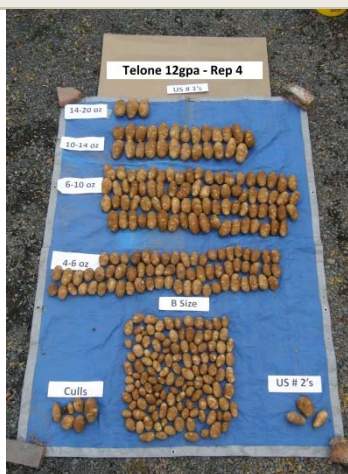 Telone 12gpa - Rep 4
US # 1's
14-20 oz
10-14 oz
6-10 oz
4-6 oz
B Size
Culls
US # 2's